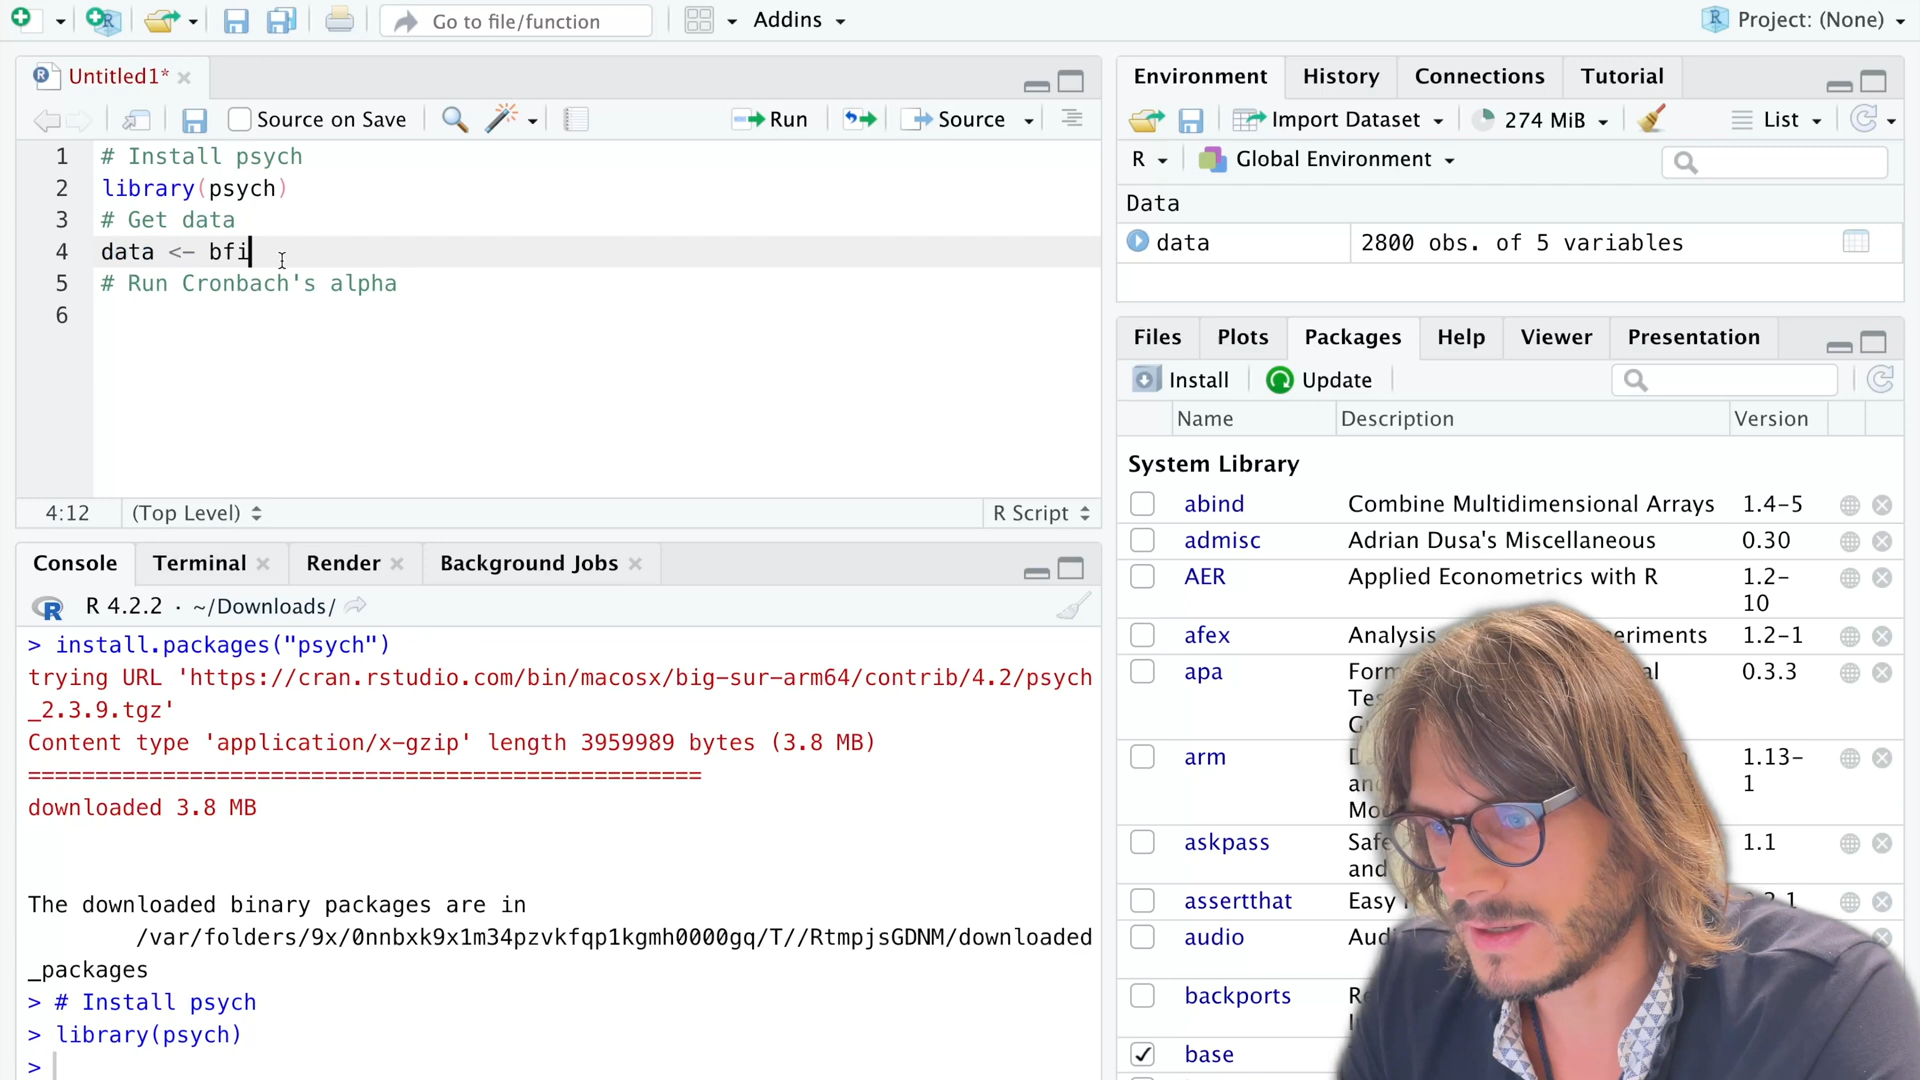 Go to file/function
Addins
Project: (None)
Untitled1*
Source on Save
Run
Source
1 # Install psych
2 library(psych)
3 # Get data
4 data <- bfi
5 # Run Cronbach's alpha
6
4:12
(Top Level)
R Script
Console
Terminal
Render
Background Jobs
R 4.2.2 · ~/Downloads/
> install.packages("psych")
trying URL 'https://cran.rstudio.com/bin/macosx/big-sur-arm64/contrib/4.2/psych
_2.3.9.tgz'
Content type 'application/x-gzip' length 3959989 bytes (3.8 MB)
==================================================
downloaded 3.8 MB
The downloaded binary packages are in
/var/folders/9x/0nnbxk9x1m34pzvkfqp1kgmh0000gq/T//RtmpjsGDNM/downloaded
_packages
> # Install psych
> library(psych)
>
Environment
History
Connections
Tutorial
Import Dataset
274 MiB
List
R
Global Environment
Data
data 2800 obs. of 5 variables
Files
Plots
Packages
Help
Viewer
Presentation
Install
Update
Name Description Version
System Library
abind Combine Multidimensional Arrays 1.4-5
admisc Adrian Dusa's Miscellaneous 0.30
AER Applied Econometrics with R 1.2-
10
afex Analysis 1.2-1
apa 0.3.3
arm 1.13-
1
askpass 1.1
and
assertthat Easy
audio
backports
base